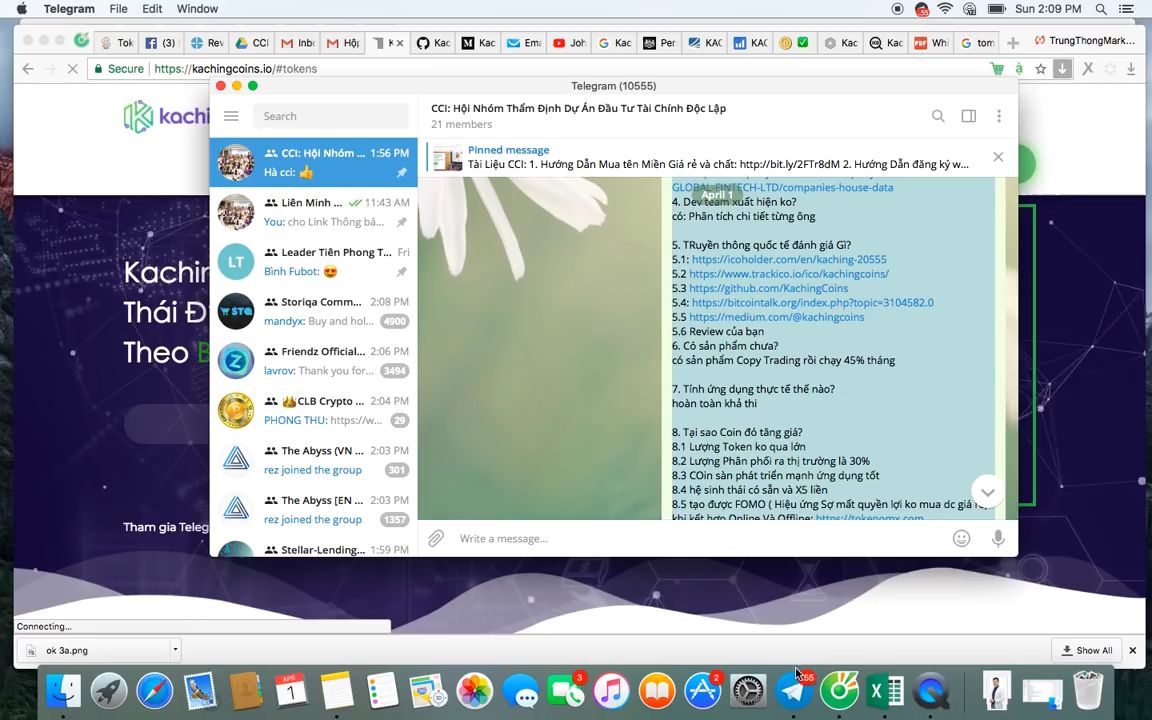 Telegram File Edit Window
55
Sun 2:09 PM
Tok
(3)
Rev
CCI
Inbo
Hộp
K
Kac
Kac
Ema
Joh
Kac
Per
KAC
KAC
Kac
Kac
Whi
tom
TrungThongMark...
Secure https://kachingcoins.io/#tokens
Telegram (10555)
kachi
Search
CCI: Hội Nhóm Thẩm Định Dự Án Đầu Tư Tài Chính Độc Lập
21 members
Pinned message
Tài Liệu CCI: 1. Hướng Dẫn Mua tên Miền Giá rẻ và chất: http://bit.ly/2FTr8dM 2. Hướng Dẫn đăng ký w...
CCI: Hội Nhóm ... 1:56 PM
Hà cci: 👍
Liên Minh ... 11:43 AM
You: cho Link Thông bá...
LT
Leader Tiên Phong T... Fri
Bình Fubot: 😍
STQ
Storiqa Comm... 2:08 PM
mandyx: Buy and hol... 4900
Friendz Official... 2:06 PM
lavrov: Thank you for... 3494
👑CLB Crypto ... 2:04 PM
PHONG THU: https://w... 29
The Abyss (VN ... 2:03 PM
rez joined the group 301
The Abyss [EN ... 2:03 PM
rez joined the group 1357
Stellar-Lending... 1:59 PM
GLOBAL-FINTECH-LTD/companies-house-data
April 1
4. Dev team xuất hiện ko?
có: Phân tích chi tiết từng ông
5. TRuyền thông quốc tế đánh giá Gì?
5.1: https://icoholder.com/en/kaching-20555
5.2 https://www.trackico.io/ico/kachingcoins/
5.3 https://github.com/KachingCoins
5.4: https://bitcointalk.org/index.php?topic=3104582.0
5.5 https://medium.com/@kachingcoins
5.6 Review của bạn
6. Có sản phẩm chưa?
có sản phẩm Copy Trading rồi chạy 45% tháng
7. Tính ứng dụng thực tế thế nào?
hoàn toàn khả thi
8. Tại sao Coin đó tăng giá?
8.1 Lượng Token ko qua lớn
8.2 Lượng Phân phối ra thị trường là 30%
8.3 COin sàn phát triển mạnh ứng dụng tốt
8.4 hệ sinh thái có sẵn và X5 liền
8.5 tạo được FOMO ( Hiệu ứng Sợ mất quyền lợi ko mua dc giá rẻ,
khi kết hợp Online Và Offline: https://tokenomx.com
Write a message...
Kachin
Thái Đ
Theo B
Tham gia Teleg
Connecting...
ok 3a.png
Show All
APR
1
3
2